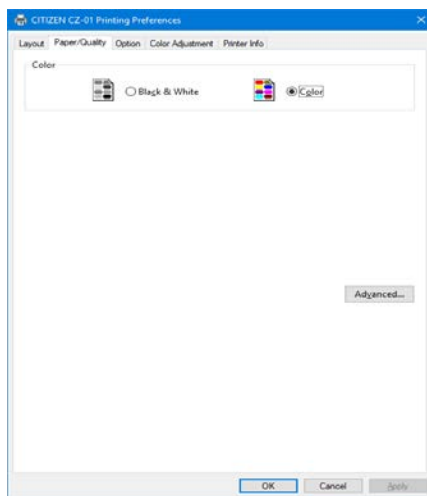 CITIZEN CZ-01 Printing Preferences
Layout Paper/Quality Option Color Adjustment Printer Info
Color
Black & White Color
Advanced...
OK Cancel Apply